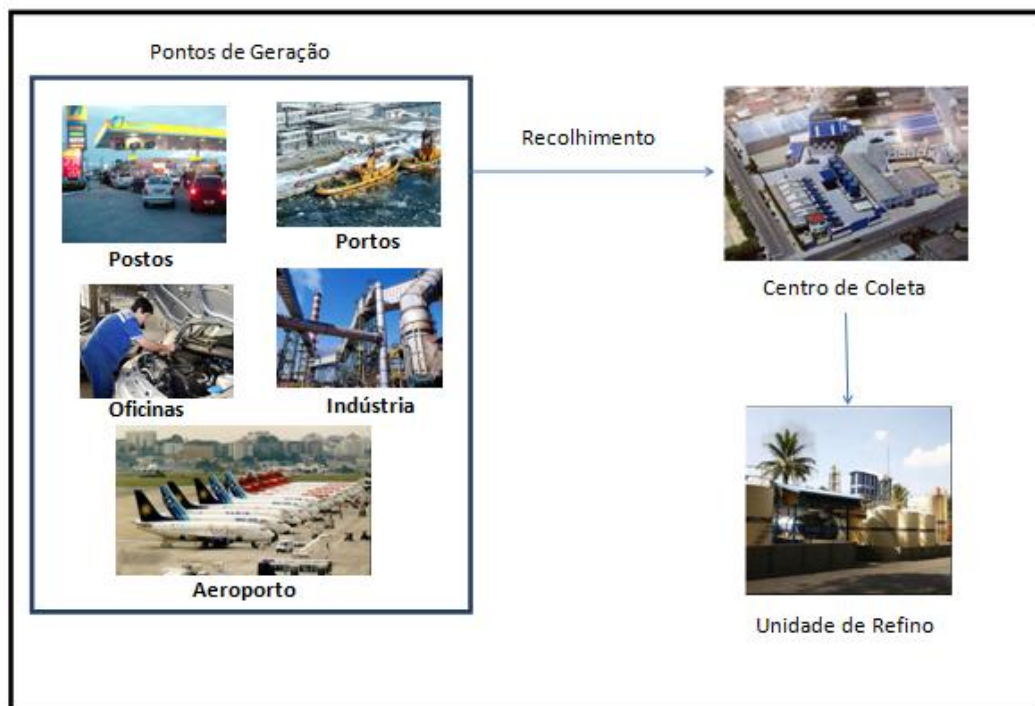 Pontos de Geração
Recolhimento
Postos
Portos
Centro de Coleta
Oficinas
Indústria
Aeroporto
Unidade de Refino